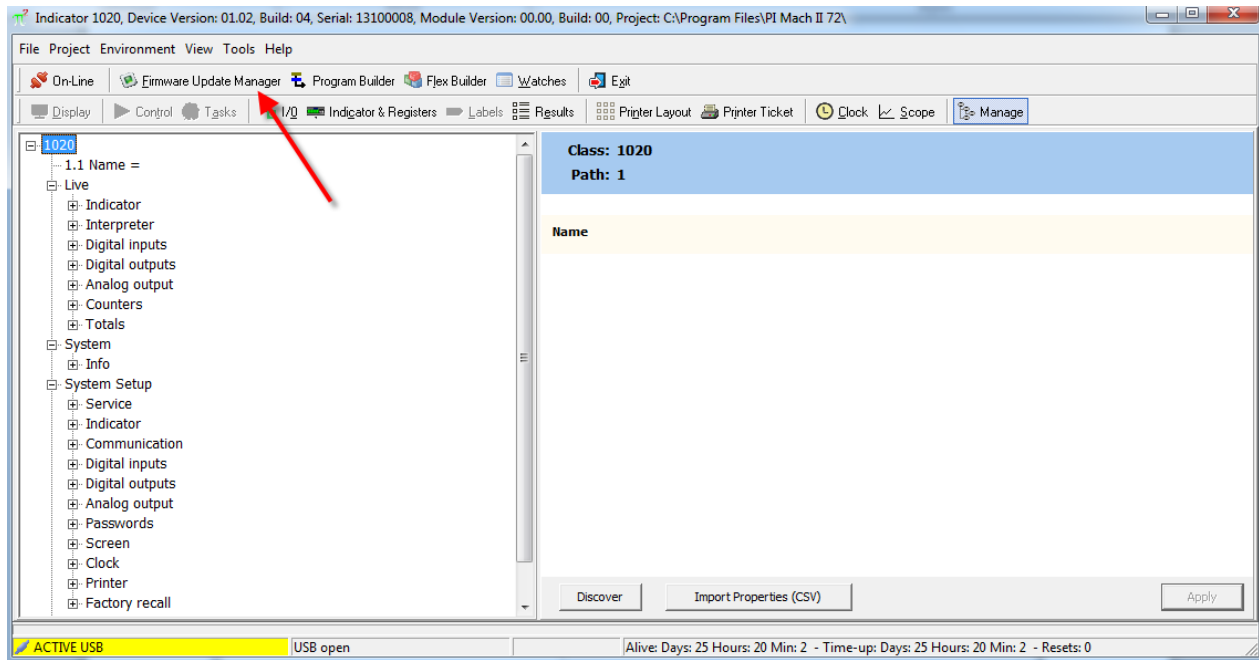 Indicator 1020, Device Version: 01.02, Build: 04, Serial: 13100008, Module Version: 00.00, Build: 00, Project: C:\Program Files\PI Mach II 72\
File Project Environment View Tools Help
On-Line Firmware Update Manager Program Builder Flex Builder Watches Exit
Display Control Tasks I/O Indicator & Registers Labels Results Printer Layout Printer Ticket Clock Scope Manage
1020
1.1 Name =
Live
Indicator
Interpreter
Digital inputs
Digital outputs
Analog output
Counters
Totals
System
Info
System Setup
Service
Indicator
Communication
Digital inputs
Digital outputs
Analog output
Passwords
Screen
Clock
Printer
Factory recall
Class: 1020
Path: 1
Name
Discover Import Properties (CSV) Apply
ACTIVE USB USB open Alive: Days: 25 Hours: 20 Min: 2 - Time-up: Days: 25 Hours: 20 Min: 2 - Resets: 0